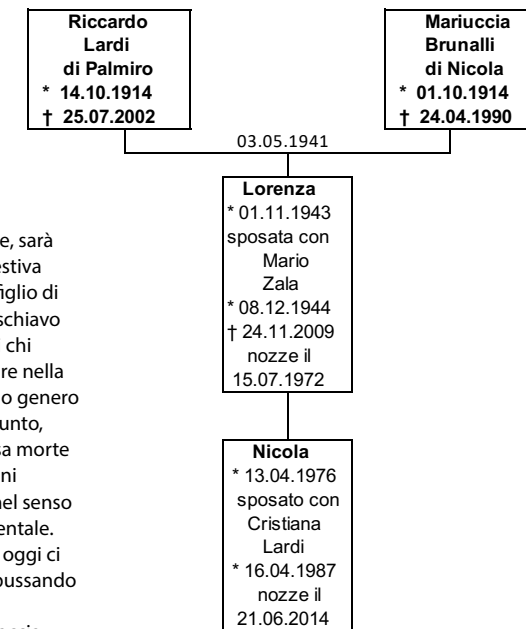 Riccardo
Lardi
di Palmiro
* 14.10.1914
† 25.07.2002
Mariuccia
Brunalli
di Nicola
* 01.10.1914
† 24.04.1990
03.05.1941
Lorenza
* 01.11.1943
sposata con
Mario
Zala
* 08.12.1944
† 24.11.2009
nozze il
15.07.1972
Nicola
* 13.04.1976
sposato con
Cristiana
Lardi
* 16.04.1987
nozze il
21.06.2014
e, sarà
estiva
figlio di
schiavo
chi
re nella
o genero
unto,
sa morte
ni
nel senso
entale.
oggi ci
bussando